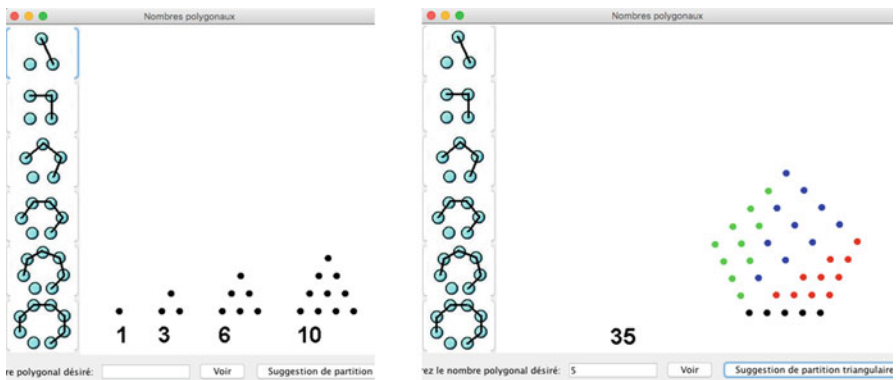 Nombres polygonaux
1 3 6 10
re polygonal désiré: Voir Suggestion de partition
Nombres polygonaux
35
rez le nombre polygonal désiré: 5 Voir Suggestion de partition triangulaire